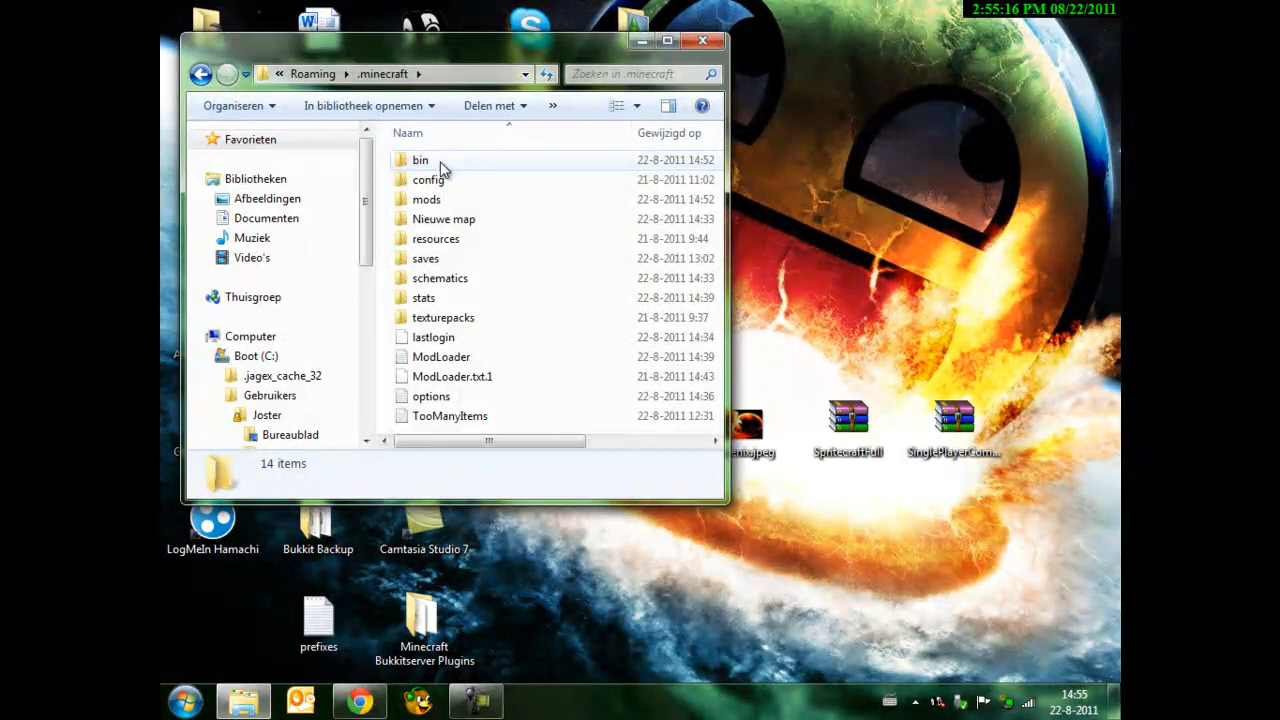 2:55:16 PM 08/22/2011
Roaming
.minecraft
Zoeken in .minecraft
Organiseren
In bibliotheek opnemen
Delen met
»
Naam
Gewijzigd op
Favorieten
Bibliotheken
Afbeeldingen
Documenten
Muziek
Video's
Thuisgroep
Computer
Boot (C:)
.jagex_cache_32
Gebruikers
Joster
Bureaublad
bin 22-8-2011 14:52
config 21-8-2011 11:02
mods 22-8-2011 14:52
Nieuwe map 22-8-2011 14:33
resources 21-8-2011 9:44
saves 22-8-2011 13:02
schematics 22-8-2011 14:33
stats 22-8-2011 14:39
texturepacks 21-8-2011 9:37
lastlogin 22-8-2011 14:34
ModLoader 22-8-2011 14:39
ModLoader.txt.1 21-8-2011 14:43
options 22-8-2011 14:36
TooManyItems 22-8-2011 12:31
14 items
SpritecraftFull
SinglePlayerCom...
LogMeIn Hamachi
Bukkit Backup
Camtasia Studio 7
prefixes
Minecraft
Bukkitserver Plugins
14:55
22-8-2011